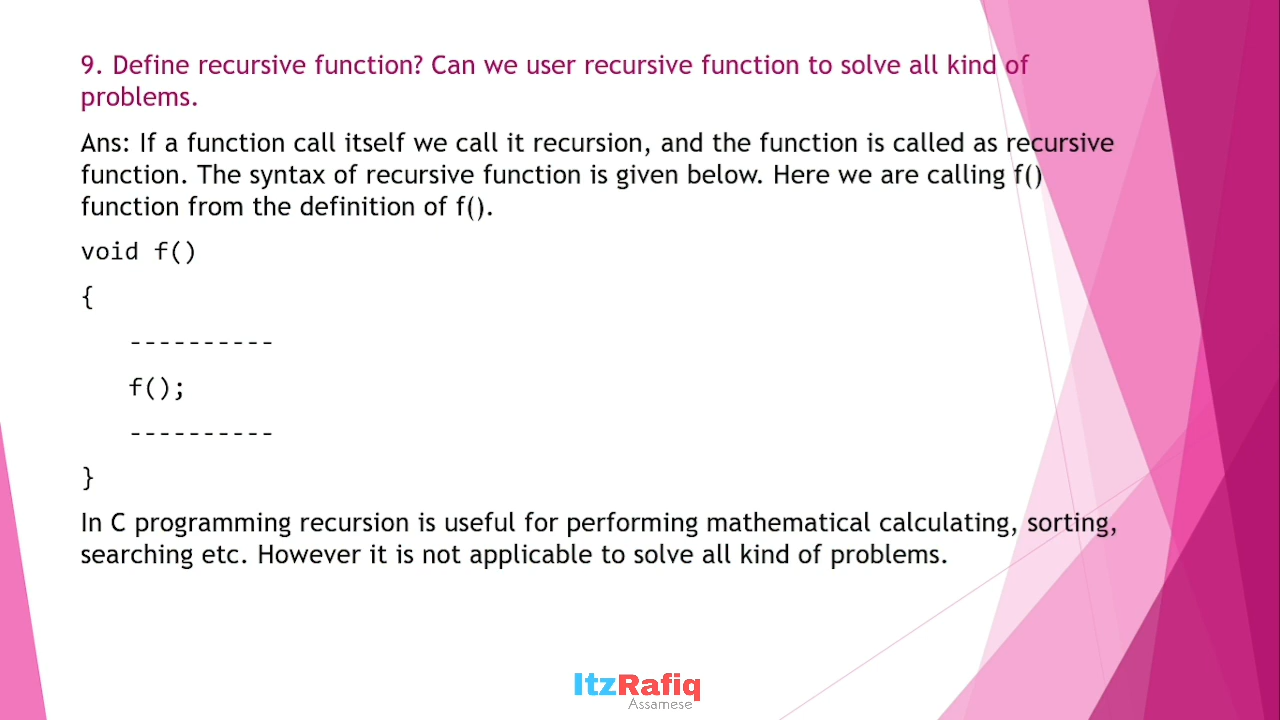 9. Define recursive function? Can we user recursive function to solve all kind of
problems.
Ans: If a function call itself we call it recursion, and the function is called as recursive
function. The syntax of recursive function is given below. Here we are calling f()
function from the definition of f().
void f()
{
----------
f();
----------
}
In C programming recursion is useful for performing mathematical calculating, sorting,
searching etc. However it is not applicable to solve all kind of problems.
ItzRafiq
Assamese